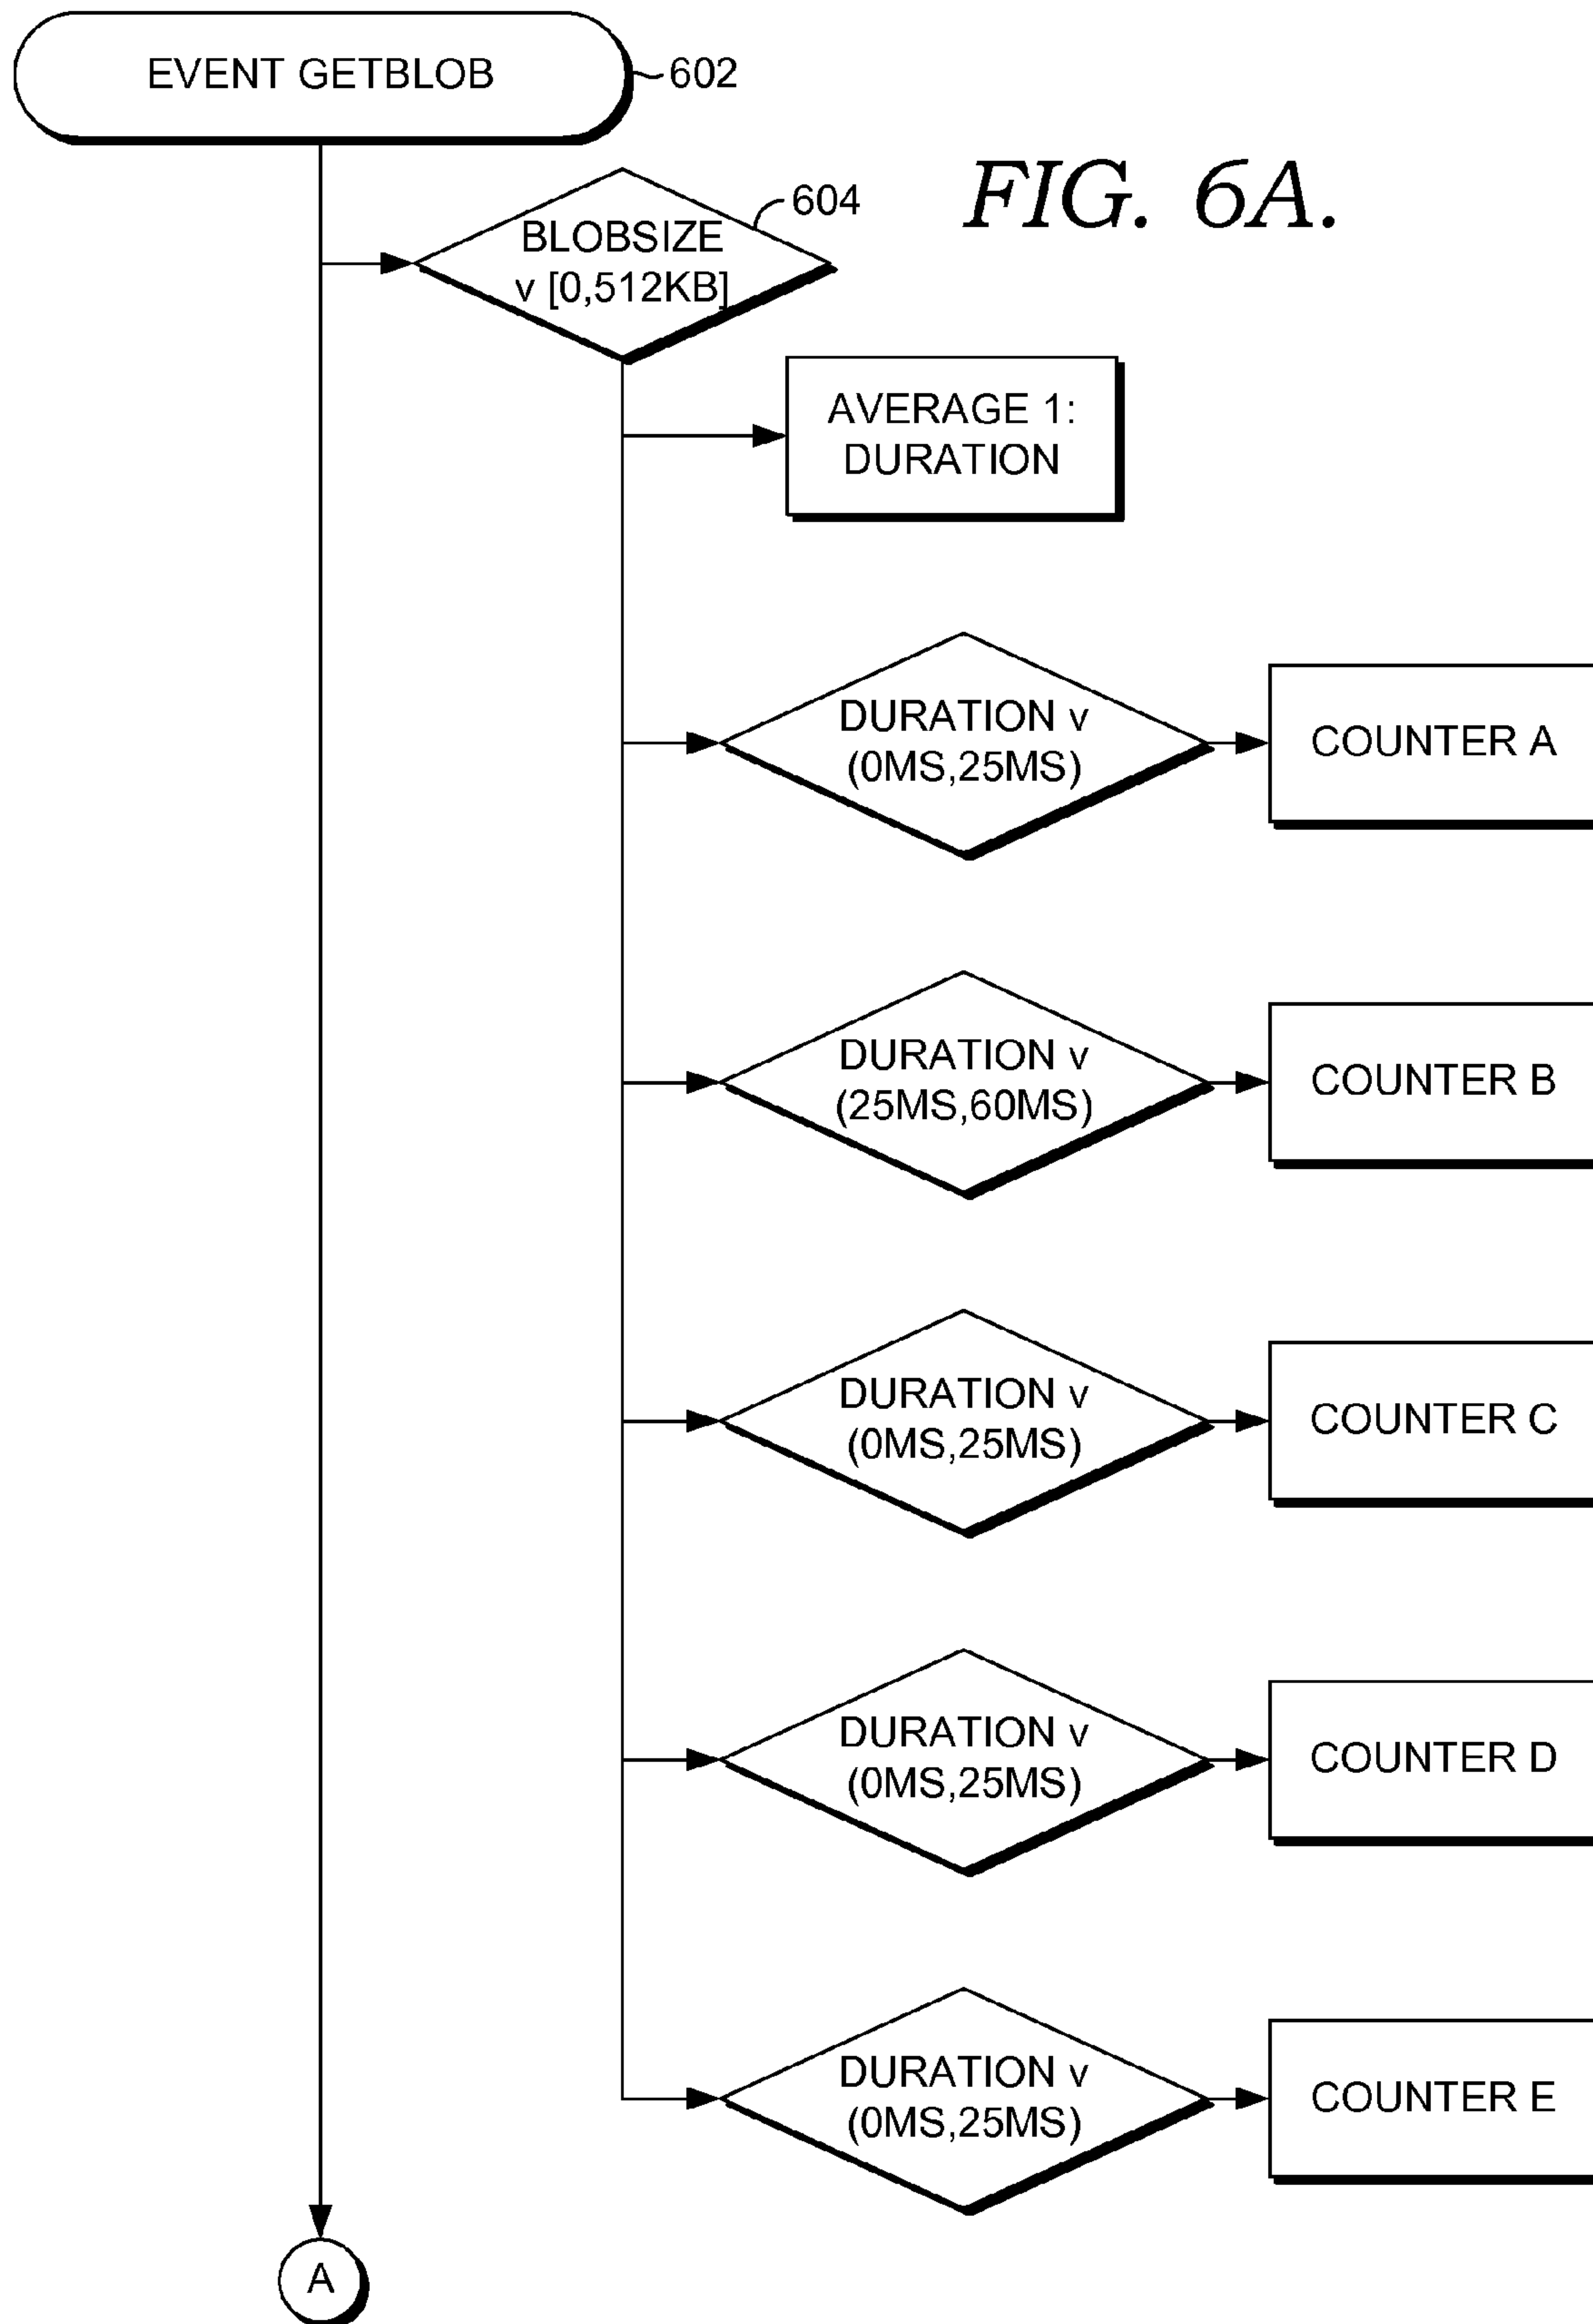 EVENT GETBLOB
602
FIG. 6A.
604
BLOBSIZE
v [0,512KB]
AVERAGE 1:
DURATION
DURATION v
(0MS,25MS)
COUNTER A
DURATION v
(25MS,60MS)
COUNTER B
DURATION v
(0MS,25MS)
COUNTER C
DURATION v
(0MS,25MS)
COUNTER D
DURATION v
(0MS,25MS)
COUNTER E
A